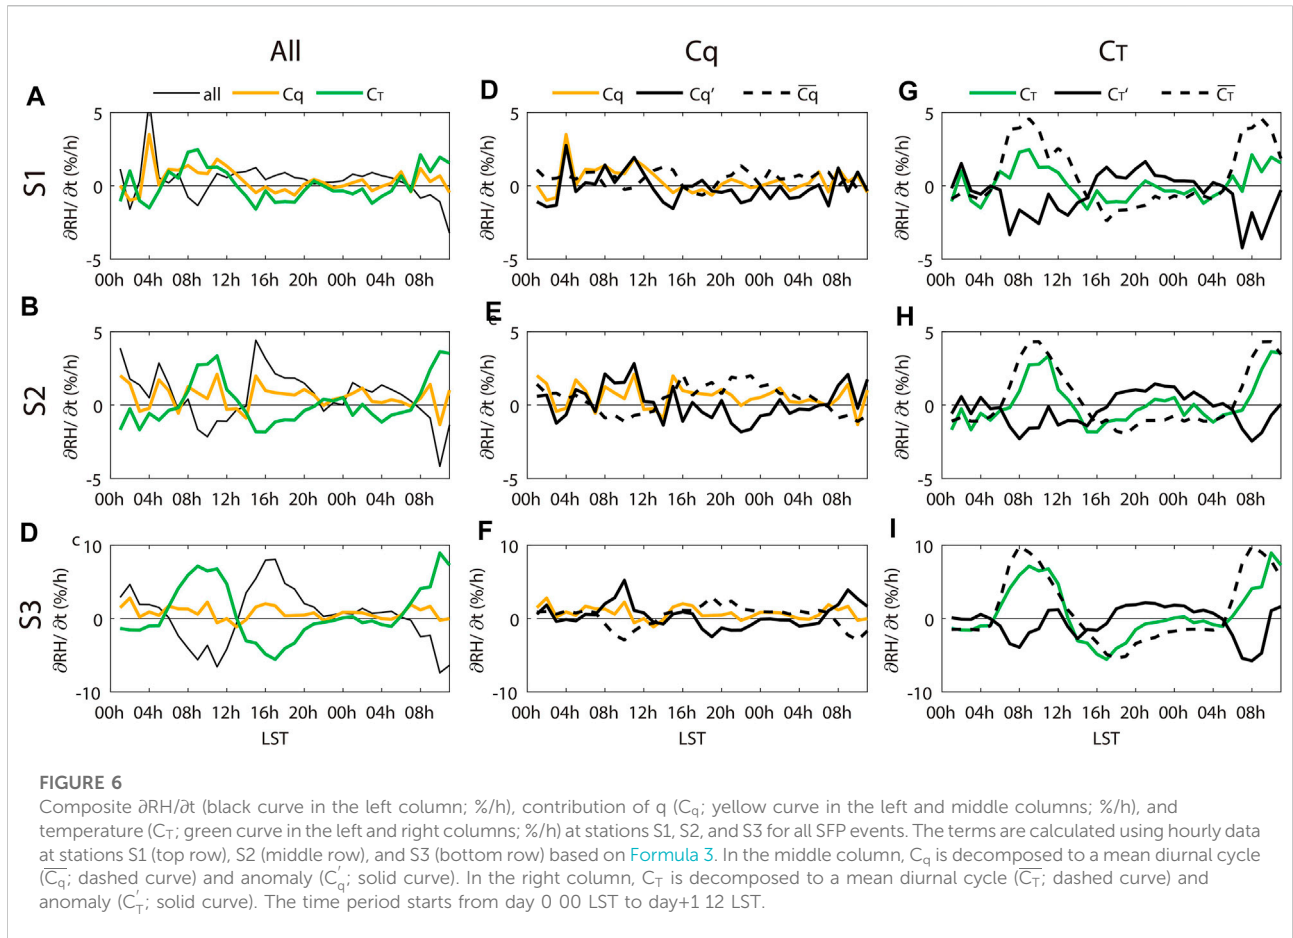 All Cq CT
A all Cq CT
D Cq Cq' Cq
G CT CT' CT
S1
∂RH/ ∂t (%/h)
5
0
-5
00h 04h 08h 12h 16h 20h 00h 04h 08h
∂RH/ ∂t (%/h)
5
0
-5
00h 04h 08h 12h 16h 20h 00h 04h 08h
∂RH/ ∂t (%/h)
5
0
-5
00h 04h 08h 12h 16h 20h 00h 04h 08h
B
S2
∂RH/ ∂t (%/h)
5
0
-5
00h 04h 08h 12h 16h 20h 00h 04h 08h
E
e
∂RH/ ∂t (%/h)
5
0
-5
00h 04h 08h 12h 16h 20h 00h 04h 08h
H
∂RH/ ∂t (%/h)
5
0
-5
00h 04h 08h 12h 16h 20h 00h 04h 08h
D
c
S3
∂RH/ ∂t (%/h)
10
0
-10
00h 04h 08h 12h 16h 20h 00h 04h 08h
LST
F
∂RH/ ∂t (%/h)
10
0
-10
00h 04h 08h 12h 16h 20h 00h 04h 08h
LST
I
∂RH/ ∂t (%/h)
10
0
-10
00h 04h 08h 12h 16h 20h 00h 04h 08h
LST
FIGURE 6
Composite ∂RH/∂t (black curve in the left column; %/h), contribution of q (Cq; yellow curve in the left and middle columns; %/h), and
temperature (CT; green curve in the left and right columns; %/h) at stations S1, S2, and S3 for all SFP events. The terms are calculated using hourly data
at stations S1 (top row), S2 (middle row), and S3 (bottom row) based on Formula 3. In the middle column, Cq is decomposed to a mean diurnal cycle
(C̅q; dashed curve) and anomaly (C′q; solid curve). In the right column, CT is decomposed to a mean diurnal cycle (C̅T; dashed curve) and
anomaly (C′T; solid curve). The time period starts from day 0 00 LST to day+1 12 LST.